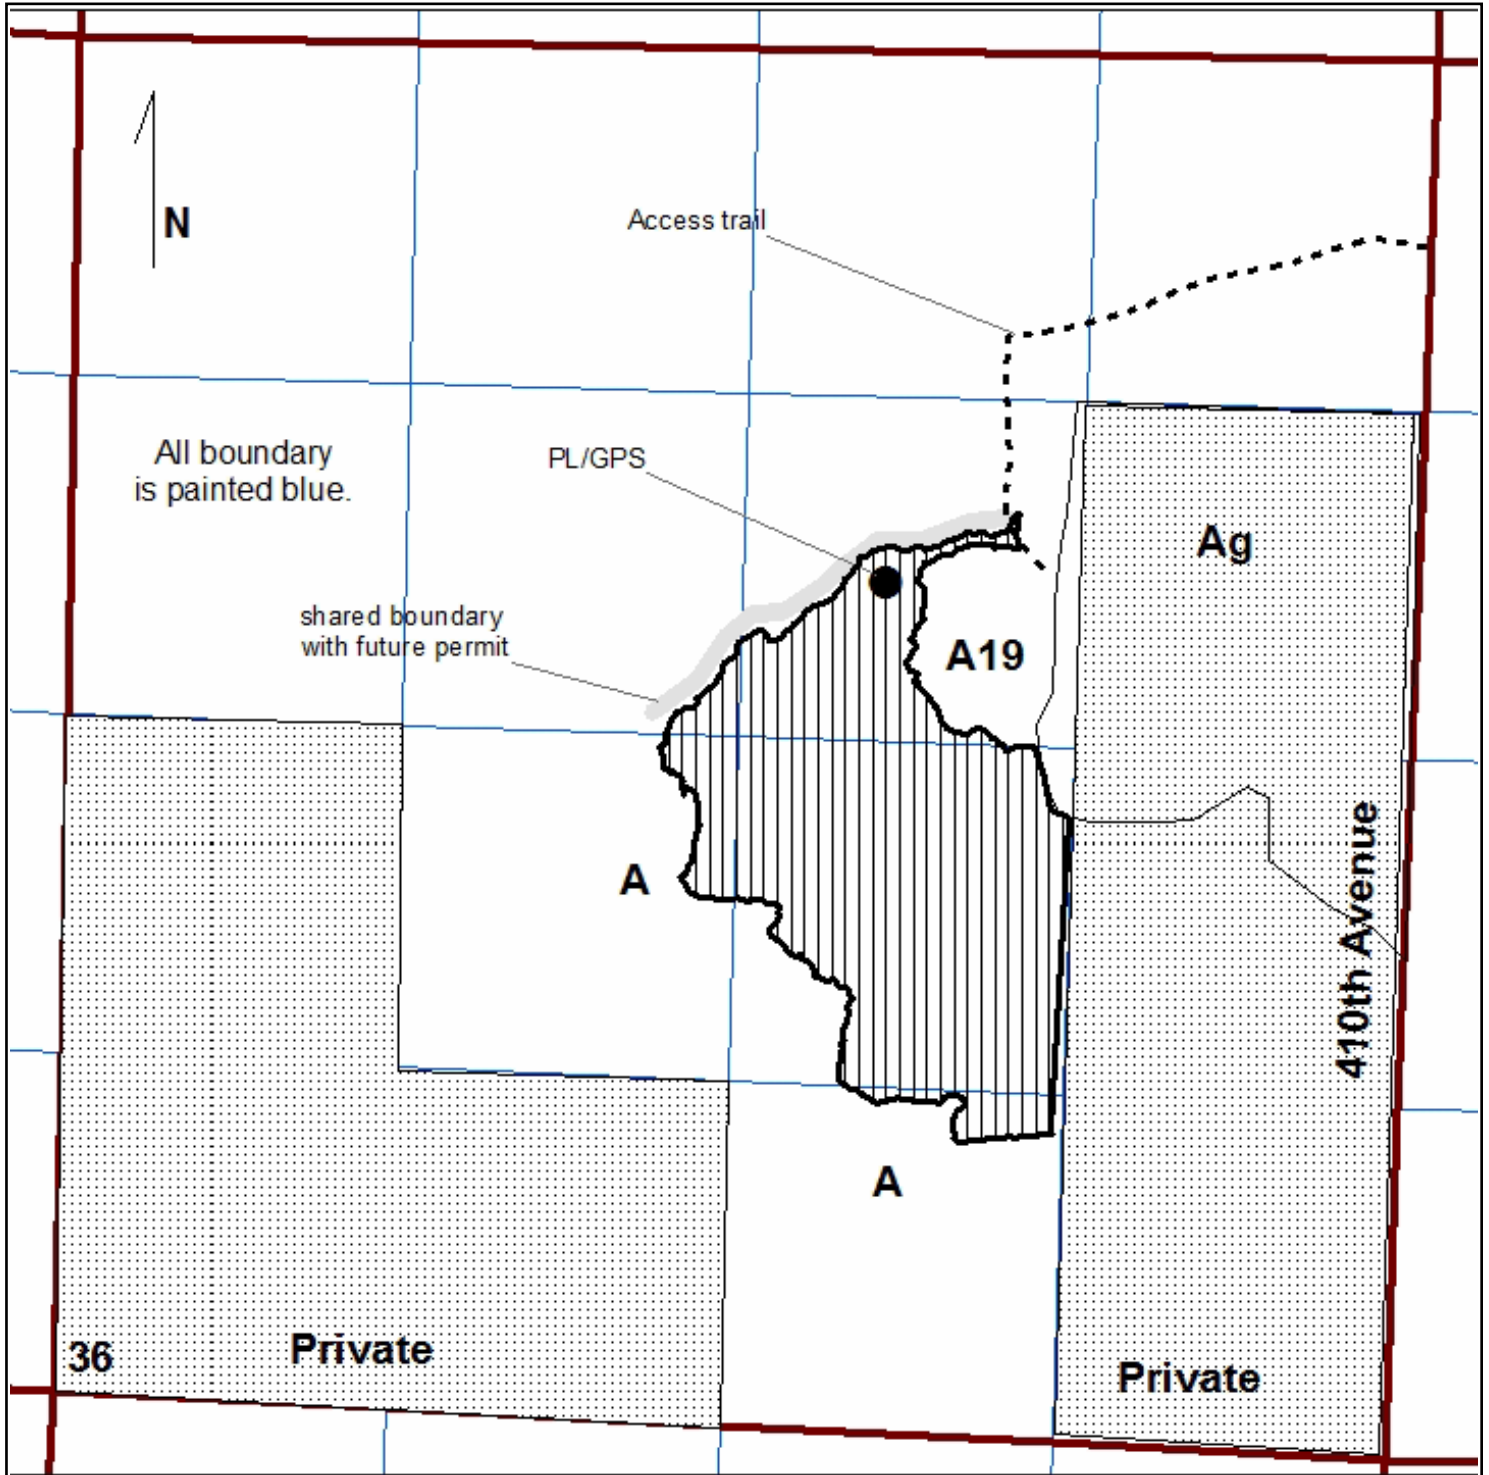 N
Access trail
All boundary
is painted blue.
PL/GPS
Ag
shared boundary
with future permit
A19
A
410th Avenue
A
36
Private
Private